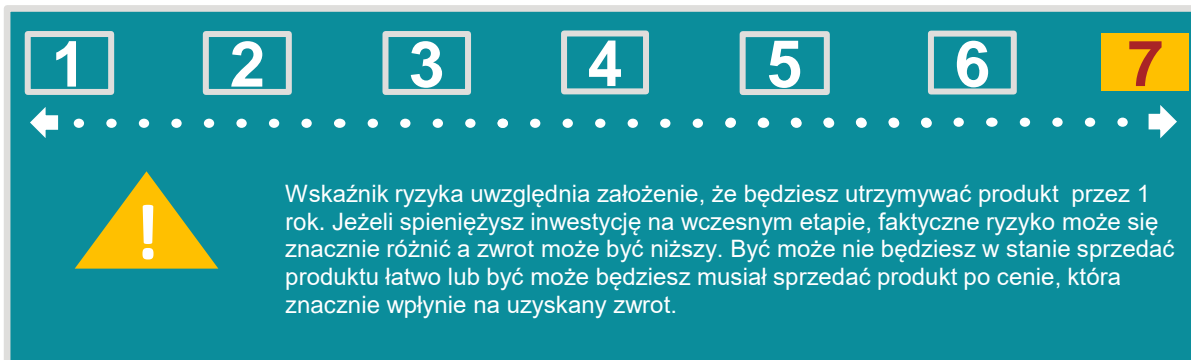 1 2 3 4 5 6 7
!
Wskaźnik ryzyka uwzględnia założenie, że będziesz utrzymywać produkt przez 1
rok. Jeżeli spieniężysz inwestycję na wczesnym etapie, faktyczne ryzyko może się
znacznie różnić a zwrot może być niższy. Być może nie będziesz w stanie sprzedać
produktu łatwo lub być może będziesz musiał sprzedać produkt po cenie, która
znacznie wpłynie na uzyskany zwrot.